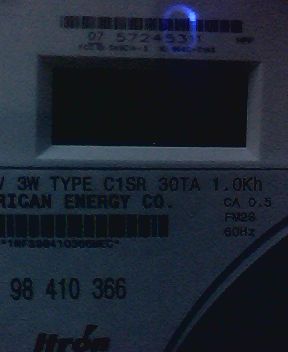 07 57245311
V 3W TYPE C1SR 30TA 1.0Kh
RICAN ENERGY CO.
CA 0.5
FM2S
60Hz
98 410 366
Itrón